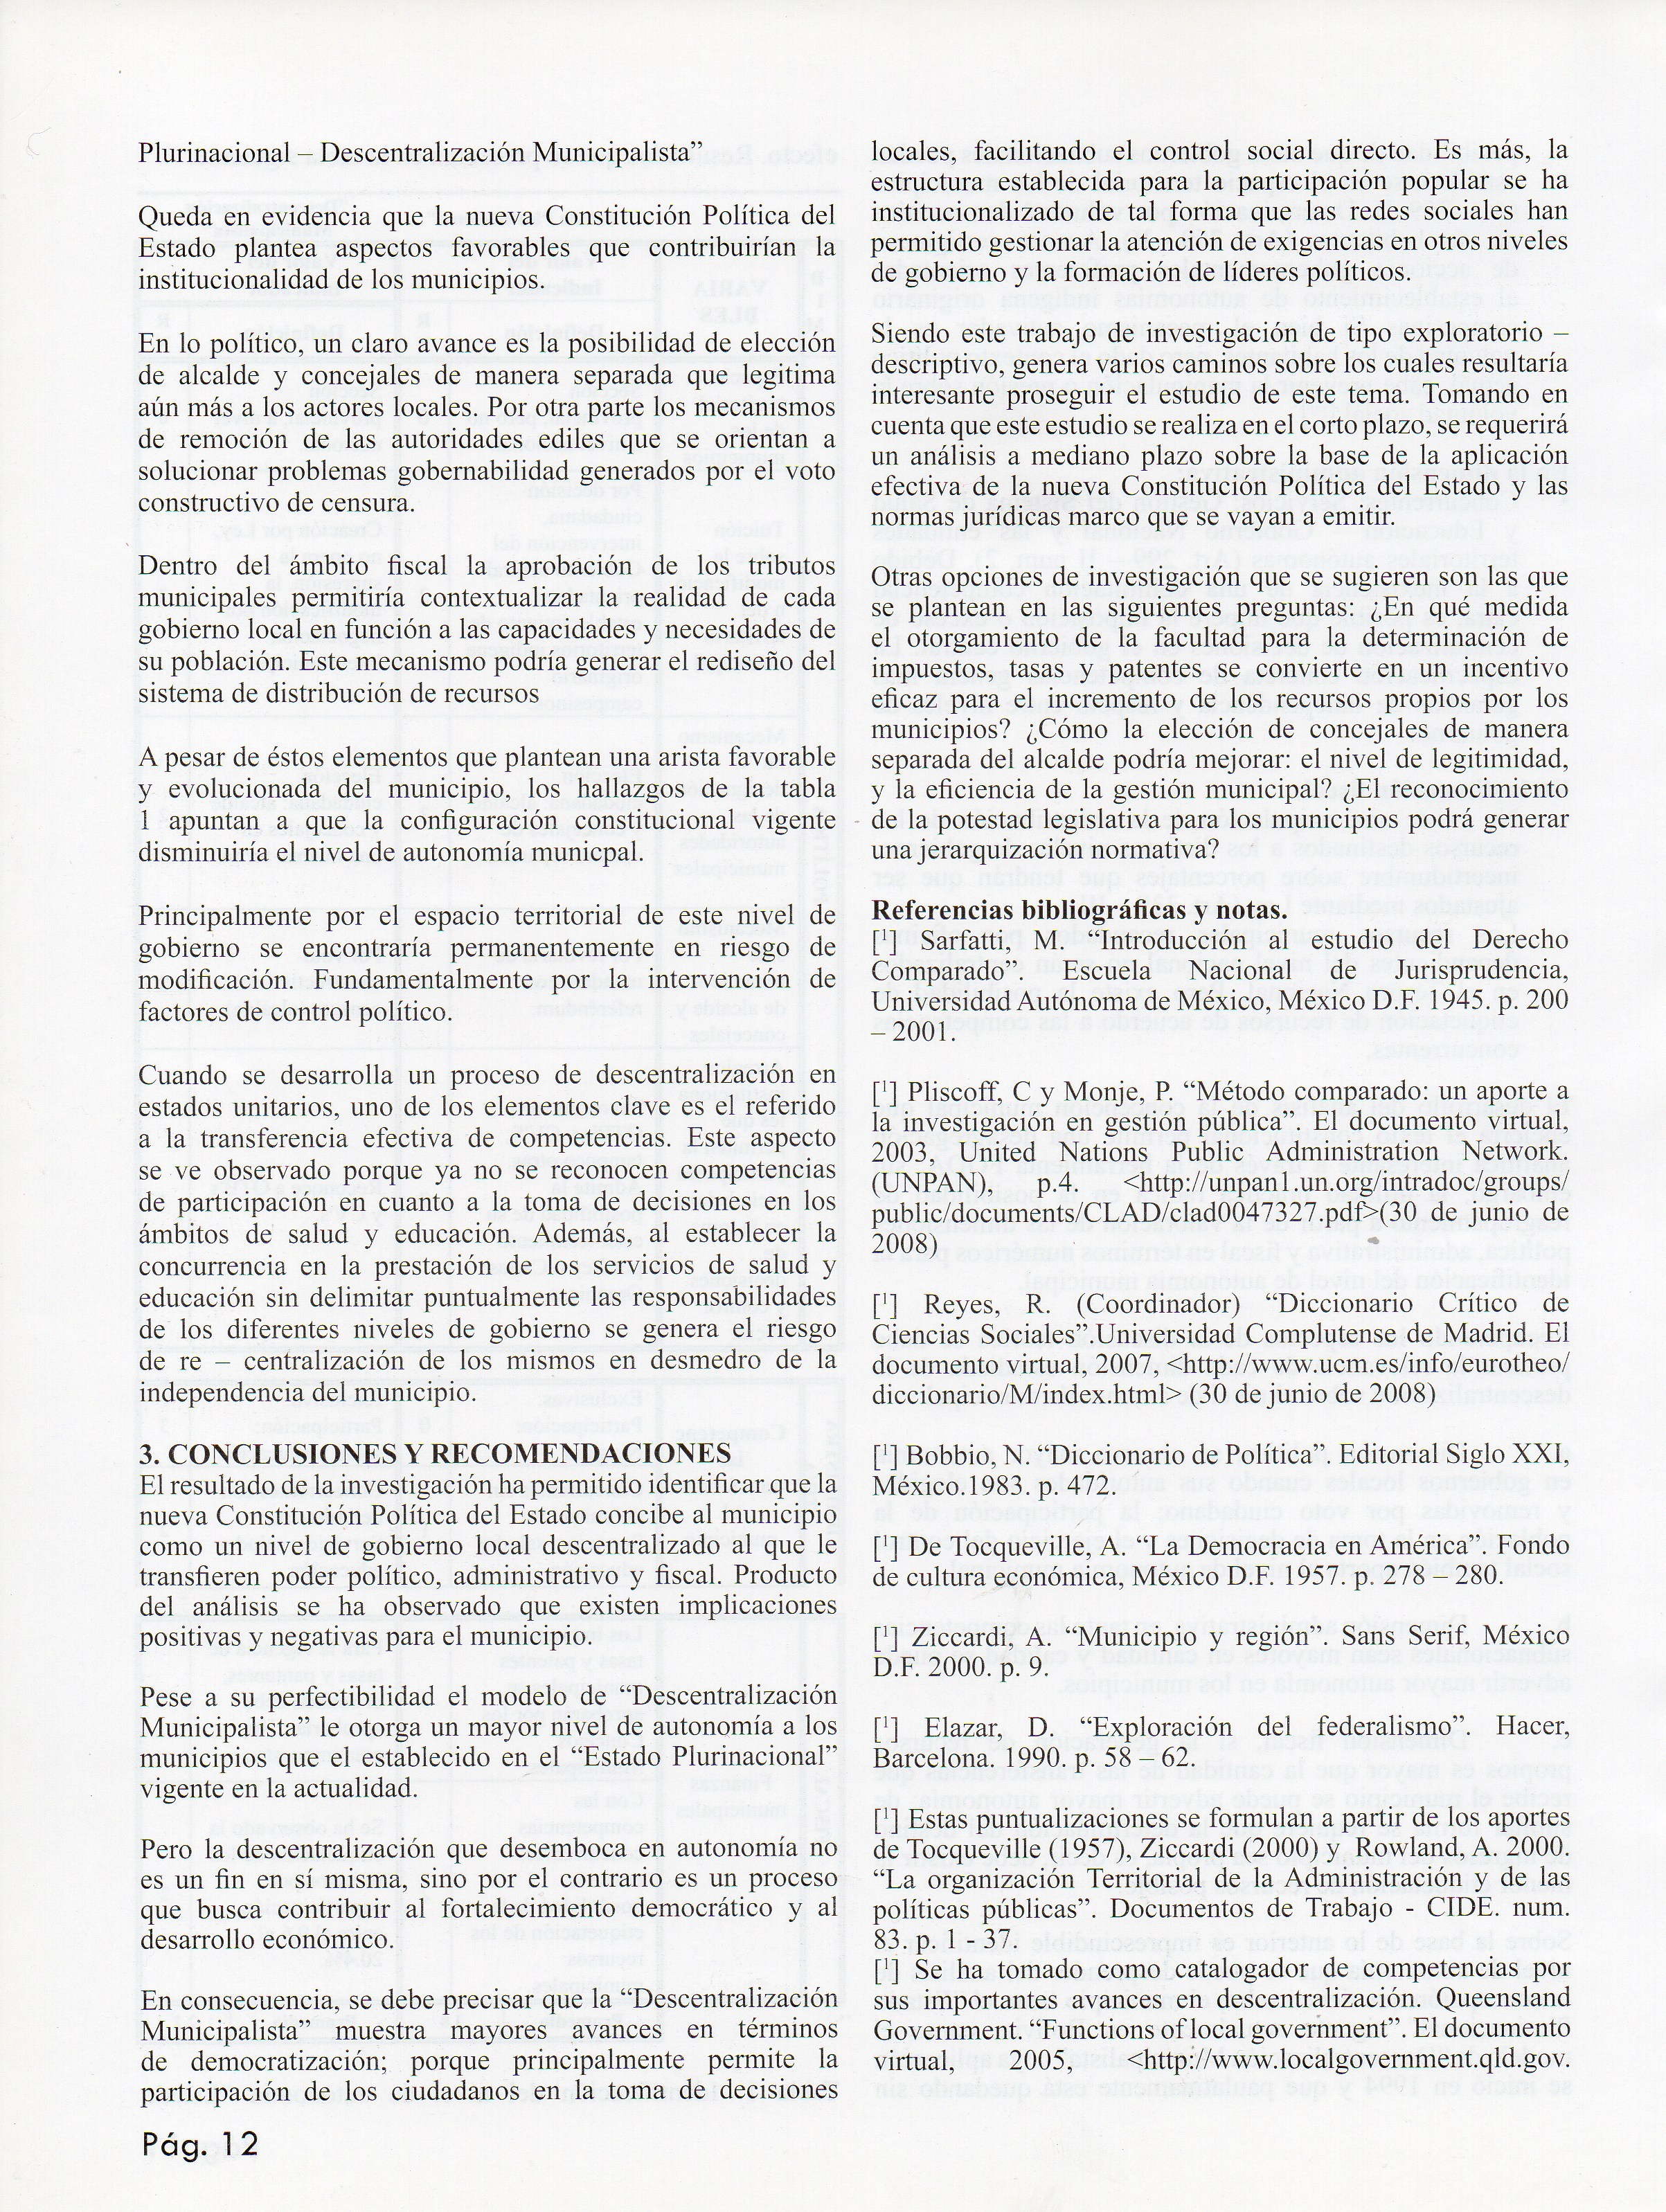 Plurinacional – Descentralización Municipalista”
Queda en evidencia que la nueva Constitución Política del
Estado plantea aspectos favorables que contribuirían la
institucionalidad de los municipios.
En lo político, un claro avance es la posibilidad de elección
de alcalde y concejales de manera separada que legitima
aún más a los actores locales. Por otra parte los mecanismos
de remoción de las autoridades ediles que se orientan a
solucionar problemas gobernabilidad generados por el voto
constructivo de censura.
Dentro del ámbito fiscal la aprobación de los tributos
municipales permitiría contextualizar la realidad de cada
gobierno local en función a las capacidades y necesidades de
su población. Este mecanismo podría generar el rediseño del
sistema de distribución de recursos
A pesar de éstos elementos que plantean una arista favorable
y evolucionada del municipio, los hallazgos de la tabla
1 apuntan a que la configuración constitucional vigente
disminuiría el nivel de autonomía municpal.
Principalmente por el espacio territorial de este nivel de
gobierno se encontraría permanentemente en riesgo de
modificación. Fundamentalmente por la intervención de
factores de control político.
Cuando se desarrolla un proceso de descentralización en
estados unitarios, uno de los elementos clave es el referido
a la transferencia efectiva de competencias. Este aspecto
se ve observado porque ya no se reconocen competencias
de participación en cuanto a la toma de decisiones en los
ámbitos de salud y educación. Además, al establecer la
concurrencia en la prestación de los servicios de salud y
educación sin delimitar puntualmente las responsabilidades
de los diferentes niveles de gobierno se genera el riesgo
de re – centralización de los mismos en desmedro de la
independencia del municipio.
3. CONCLUSIONES Y RECOMENDACIONES
El resultado de la investigación ha permitido identificar que la
nueva Constitución Política del Estado concibe al municipio
como un nivel de gobierno local descentralizado al que le
transfieren poder político, administrativo y fiscal. Producto
del análisis se ha observado que existen implicaciones
positivas y negativas para el municipio.
Pese a su perfectibilidad el modelo de “Descentralización
Municipalista” le otorga un mayor nivel de autonomía a los
municipios que el establecido en el “Estado Plurinacional”
vigente en la actualidad.
Pero la descentralización que desemboca en autonomía no
es un fin en sí misma, sino por el contrario es un proceso
que busca contribuir al fortalecimiento democrático y al
desarrollo económico.
En consecuencia, se debe precisar que la “Descentralización
Municipalista” muestra mayores avances en términos
de democratización; porque principalmente permite la
participación de los ciudadanos en la toma de decisiones
locales, facilitando el control social directo. Es más, la
estructura establecida para la participación popular se ha
institucionalizado de tal forma que las redes sociales han
permitido gestionar la atención de exigencias en otros niveles
de gobierno y la formación de líderes políticos.
Siendo este trabajo de investigación de tipo exploratorio –
descriptivo, genera varios caminos sobre los cuales resultaría
interesante proseguir el estudio de este tema. Tomando en
cuenta que este estudio se realiza en el corto plazo, se requerirá
un análisis a mediano plazo sobre la base de la aplicación
efectiva de la nueva Constitución Política del Estado y las
normas jurídicas marco que se vayan a emitir.
Otras opciones de investigación que se sugieren son las que
se plantean en las siguientes preguntas: ¿En qué medida
el otorgamiento de la facultad para la determinación de
impuestos, tasas y patentes se convierte en un incentivo
eficaz para el incremento de los recursos propios por los
municipios? ¿Cómo la elección de concejales de manera
separada del alcalde podría mejorar: el nivel de legitimidad,
y la eficiencia de la gestión municipal? ¿El reconocimiento
de la potestad legislativa para los municipios podrá generar
una jerarquización normativa?
Referencias bibliográficas y notas.
[¹] Sarfatti, M. “Introducción al estudio del Derecho
Comparado”. Escuela Nacional de Jurisprudencia,
Universidad Autónoma de México, México D.F. 1945. p. 200
– 2001.
[¹] Pliscoff, C y Monje, P. “Método comparado: un aporte a
la investigación en gestión pública”. El documento virtual,
2003, United Nations Public Administration Network.
(UNPAN), p.4. <http://unpan1.un.org/intradoc/groups/
public/documents/CLAD/clad0047327.pdf>(30 de junio de
2008)
[¹] Reyes, R. (Coordinador) “Diccionario Crítico de
Ciencias Sociales”.Universidad Complutense de Madrid. El
documento virtual, 2007, <http://www.ucm.es/info/eurotheo/
diccionario/M/index.html> (30 de junio de 2008)
[¹] Bobbio, N. “Diccionario de Política”. Editorial Siglo XXI,
México.1983. p. 472.
[¹] De Tocqueville, A. “La Democracia en América”. Fondo
de cultura económica, México D.F. 1957. p. 278 – 280.
[¹] Ziccardi, A. “Municipio y región”. Sans Serif, México
D.F. 2000. p. 9.
[¹] Elazar, D. “Exploración del federalismo”. Hacer,
Barcelona. 1990. p. 58 – 62.
[¹] Estas puntualizaciones se formulan a partir de los aportes
de Tocqueville (1957), Ziccardi (2000) y Rowland, A. 2000.
“La organización Territorial de la Administración y de las
políticas públicas”. Documentos de Trabajo - CIDE. num.
83. p. 1 - 37.
[¹] Se ha tomado como catalogador de competencias por
sus importantes avances en descentralización. Queensland
Government. “Functions of local government”. El documento
virtual, 2005, <http://www.localgovernment.qld.gov.
Pág. 12